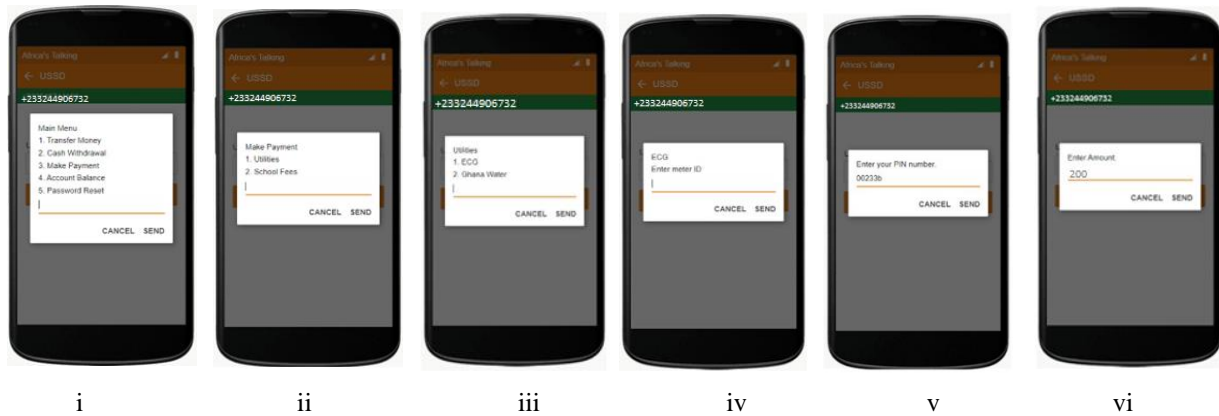 Africa's Talking
← USSD
+233244906732
Main Menu
1. Transfer Money
2. Cash Withdrawal
3. Make Payment
4. Account Balance
5. Password Reset
CANCEL SEND
i
Africa's Talking
← USSD
+233244906732
Make Payment
1. Utilities
2. School Fees
CANCEL SEND
ii
Africa's Talking
← USSD
+233244906732
Utilities
1. ECG
2. Ghana Water
CANCEL SEND
iii
Africa's Talking
← USSD
+233244906732
ECG
Enter meter ID
CANCEL SEND
iv
Africa's Talking
← USSD
+233244906732
Enter your PIN number.
00233b
CANCEL SEND
v
Africa's Talking
← USSD
+233244906732
Enter Amount.
200
CANCEL SEND
vi